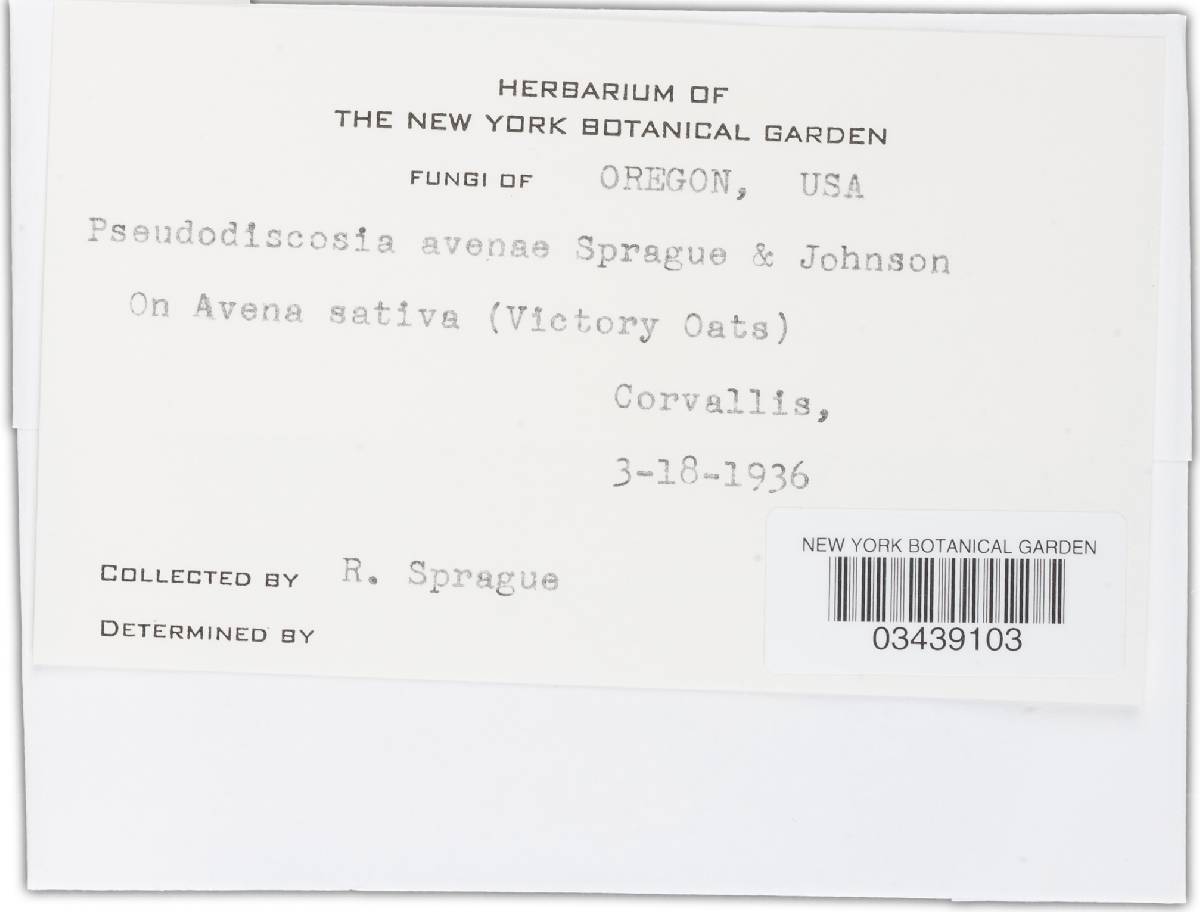 HERBARIUM OF
THE NEW YORK BOTANICAL GARDEN
FUNGI OF OREGON, USA
Pseudodiscosia avenae Sprague & Johnson
On Avena sativa (Victory Oats)
Corvallis,
3-18-1936
COLLECTED BY R. Sprague
DETERMINED BY
NEW YORK BOTANICAL GARDEN
03439103